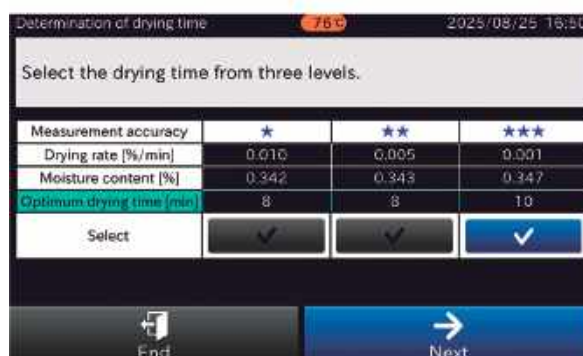 Determination of drying time 76℃ 2025/08/25 16:5
Select the drying time from three levels.
Measurement accuracy ★ ★★ ★★★
Drying rate [%/min] 0.010 0.005 0.001
Moisture content [%] 0.342 0.343 0.347
Optimum drying time [min] 8 8 10
Select
End
Next